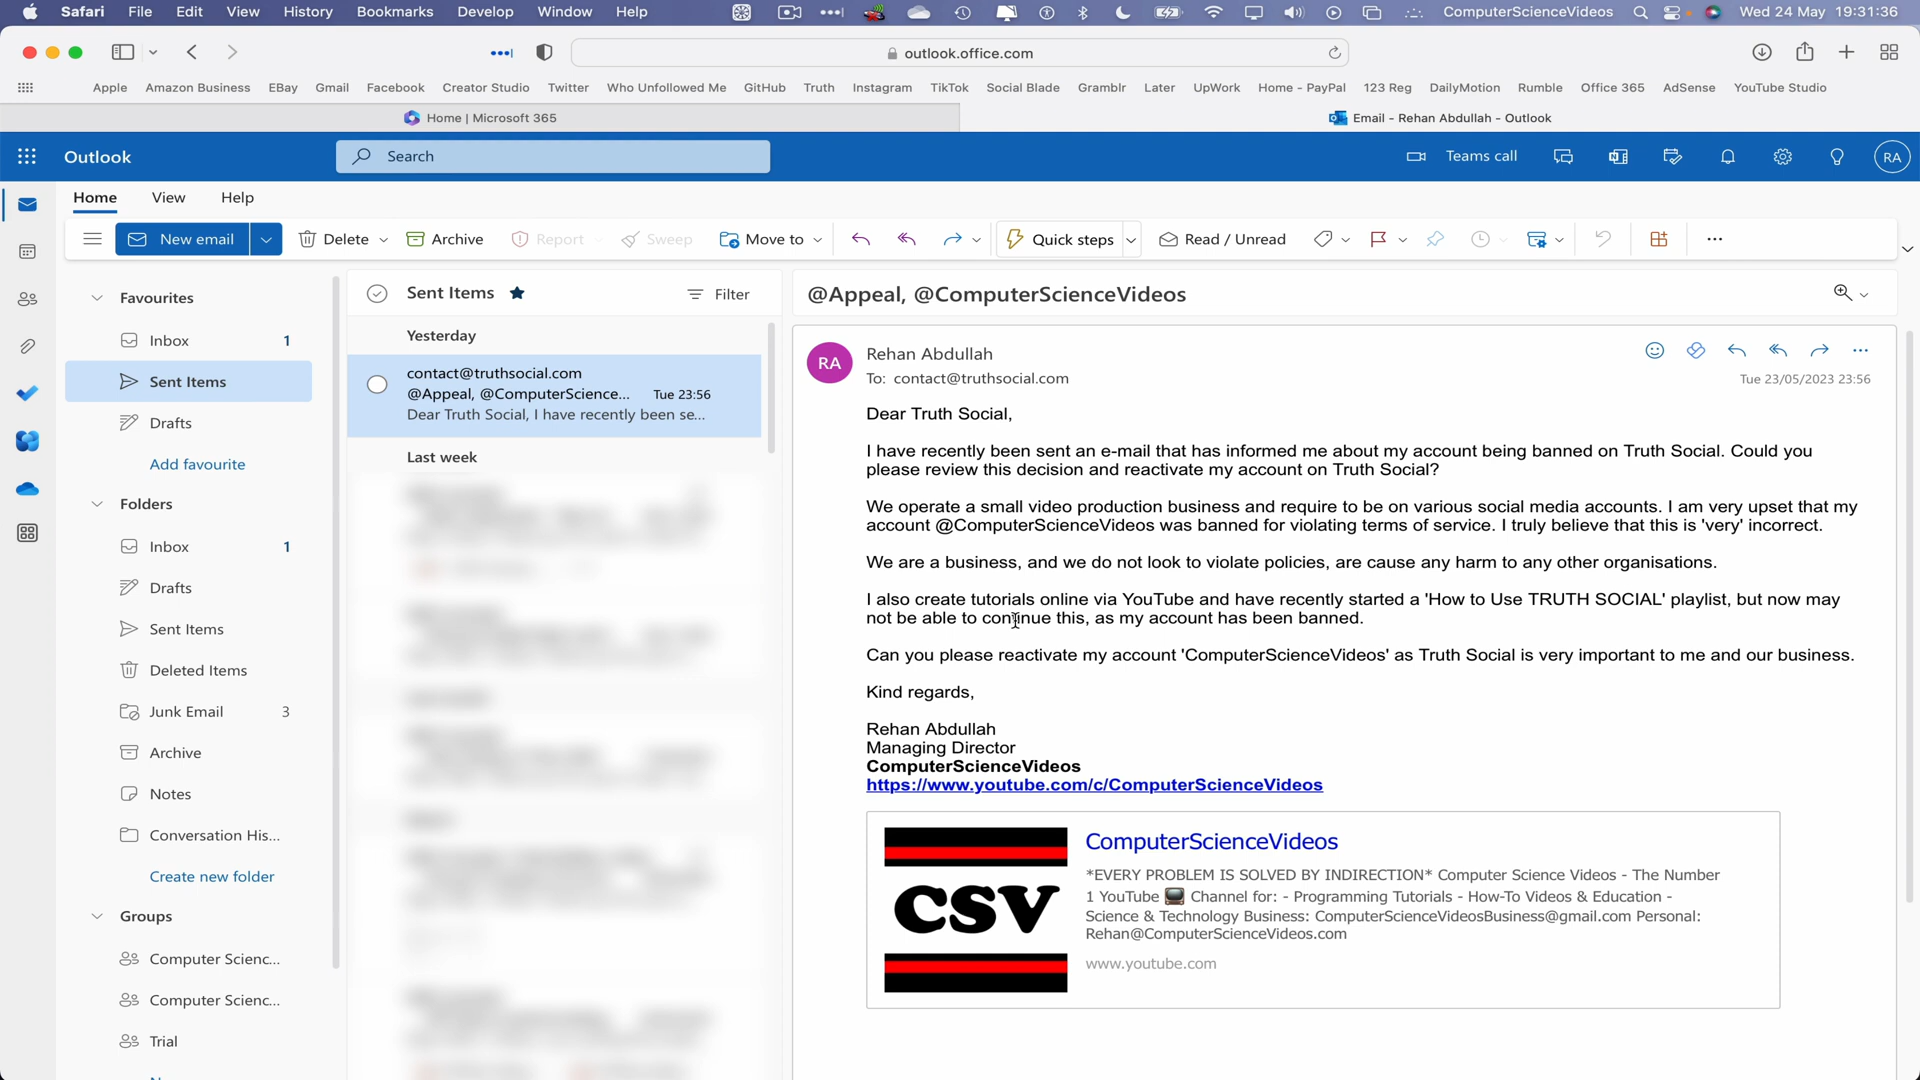 Safari File Edit View History Bookmarks Develop Window Help ComputerScienceVideos Wed 24 May 19:31:36
outlook.office.com
Apple Amazon Business EBay Gmail Facebook Creator Studio Twitter Who Unfollowed Me GitHub Truth Instagram TikTok Social Blade Gramblr Later UpWork Home - PayPal 123 Reg DailyMotion Rumble Office 365 AdSense YouTube Studio
Home | Microsoft 365
Email - Rehan Abdullah - Outlook
Outlook
Search
Teams call
RA
Home View Help
New email Delete Archive Report Sweep Move to Quick steps Read / Unread
Favourites
Inbox 1
Sent Items
Drafts
Add favourite
Folders
Inbox 1
Drafts
Sent Items
Deleted Items
Junk Email 3
Archive
Notes
Conversation His...
Create new folder
Groups
Computer Scienc...
Computer Scienc...
Trial
Sent Items
Filter
Yesterday
contact@truthsocial.com
@Appeal, @ComputerScience... Tue 23:56
Dear Truth Social, I have recently been se...
Last week
@Appeal, @ComputerScienceVideos
RA
Rehan Abdullah
To: contact@truthsocial.com
Tue 23/05/2023 23:56
Dear Truth Social,
I have recently been sent an e-mail that has informed me about my account being banned on Truth Social. Could you
please review this decision and reactivate my account on Truth Social?
We operate a small video production business and require to be on various social media accounts. I am very upset that my
account @ComputerScienceVideos was banned for violating terms of service. I truly believe that this is 'very' incorrect.
We are a business, and we do not look to violate policies, are cause any harm to any other organisations.
I also create tutorials online via YouTube and have recently started a 'How to Use TRUTH SOCIAL' playlist, but now may
not be able to continue this, as my account has been banned.
Can you please reactivate my account 'ComputerScienceVideos' as Truth Social is very important to me and our business.
Kind regards,
Rehan Abdullah
Managing Director
ComputerScienceVideos
https://www.youtube.com/c/ComputerScienceVideos
CSV
ComputerScienceVideos
*EVERY PROBLEM IS SOLVED BY INDIRECTION* Computer Science Videos - The Number
1 YouTube 📺 Channel for: - Programming Tutorials - How-To Videos & Education -
Science & Technology Business: ComputerScienceVideosBusiness@gmail.com Personal:
Rehan@ComputerScienceVideos.com
www.youtube.com